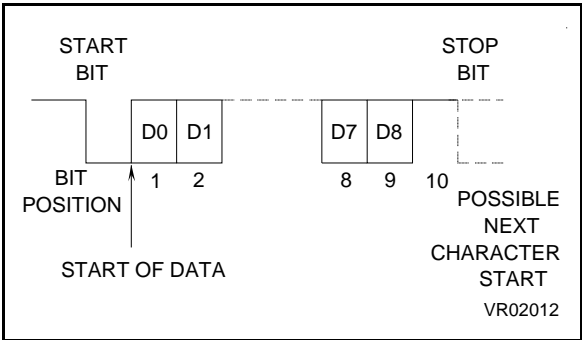 START
BIT
STOP
BIT
D0 D1 D7 D8
BIT
POSITION
1 2 8 9 10
START OF DATA
POSSIBLE
NEXT
CHARACTER
START
VR02012